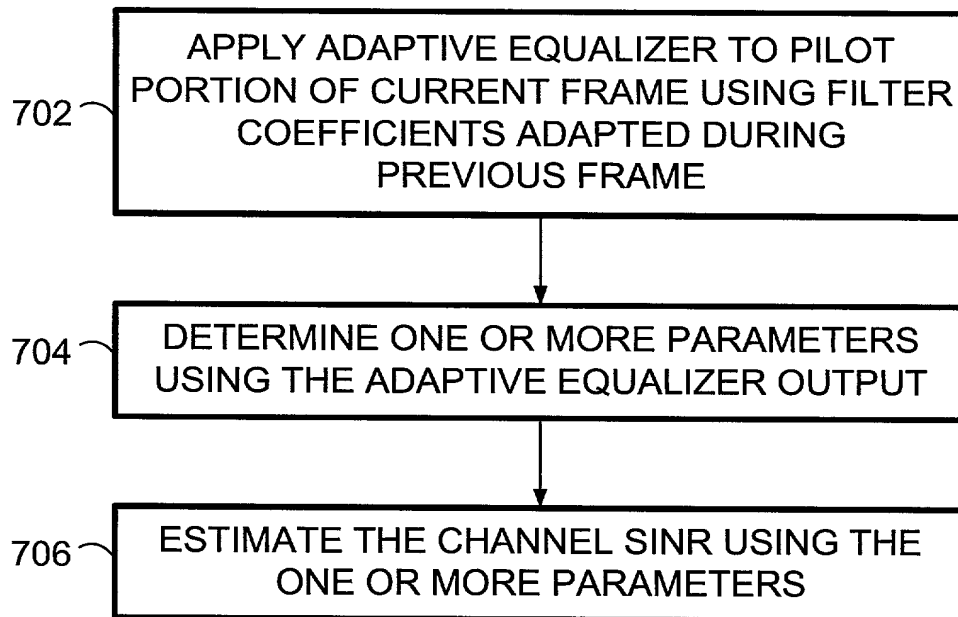 702
APPLY ADAPTIVE EQUALIZER TO PILOT
PORTION OF CURRENT FRAME USING FILTER
COEFFICIENTS ADAPTED DURING
PREVIOUS FRAME
704
DETERMINE ONE OR MORE PARAMETERS
USING THE ADAPTIVE EQUALIZER OUTPUT
706
ESTIMATE THE CHANNEL SINR USING THE
ONE OR MORE PARAMETERS